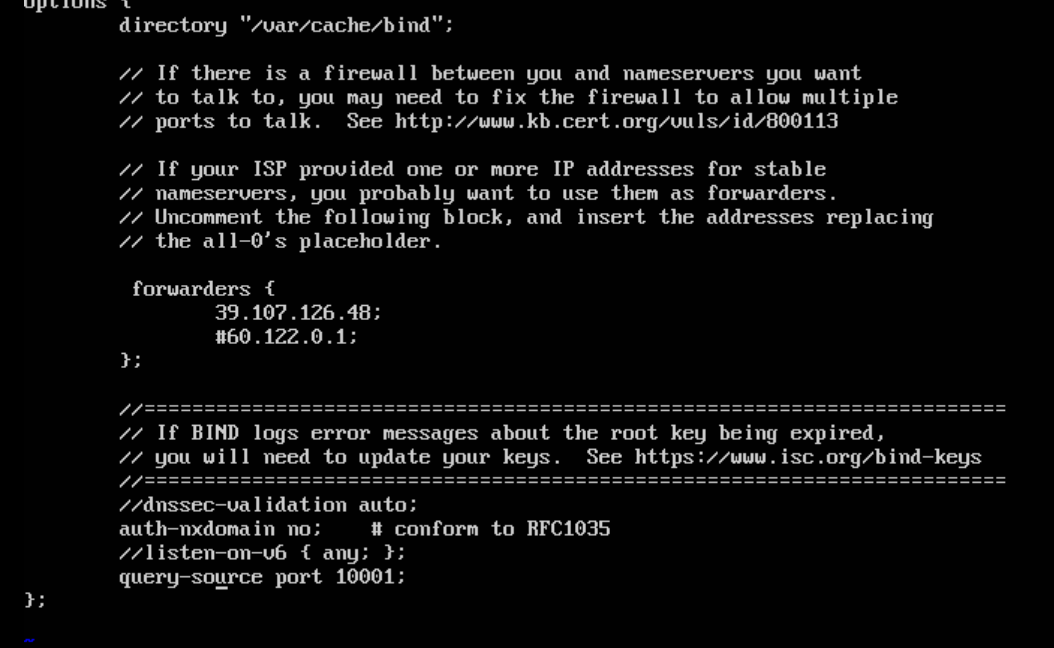 options {
directory "/var/cache/bind";
// If there is a firewall between you and nameservers you want
// to talk to, you may need to fix the firewall to allow multiple
// ports to talk.  See http://www.kb.cert.org/vuls/id/800113
// If your ISP provided one or more IP addresses for stable
// nameservers, you probably want to use them as forwarders.
// Uncomment the following block, and insert the addresses replacing
// the all-0's placeholder.
forwarders {
39.107.126.48;
#60.122.0.1;
};
//========================================================================
// If BIND logs error messages about the root key being expired,
// you will need to update your keys.  See https://www.isc.org/bind-keys
//========================================================================
//dnssec-validation auto;
auth-nxdomain no;    # conform to RFC1035
//listen-on-v6 { any; };
query-source port 10001;
};
~